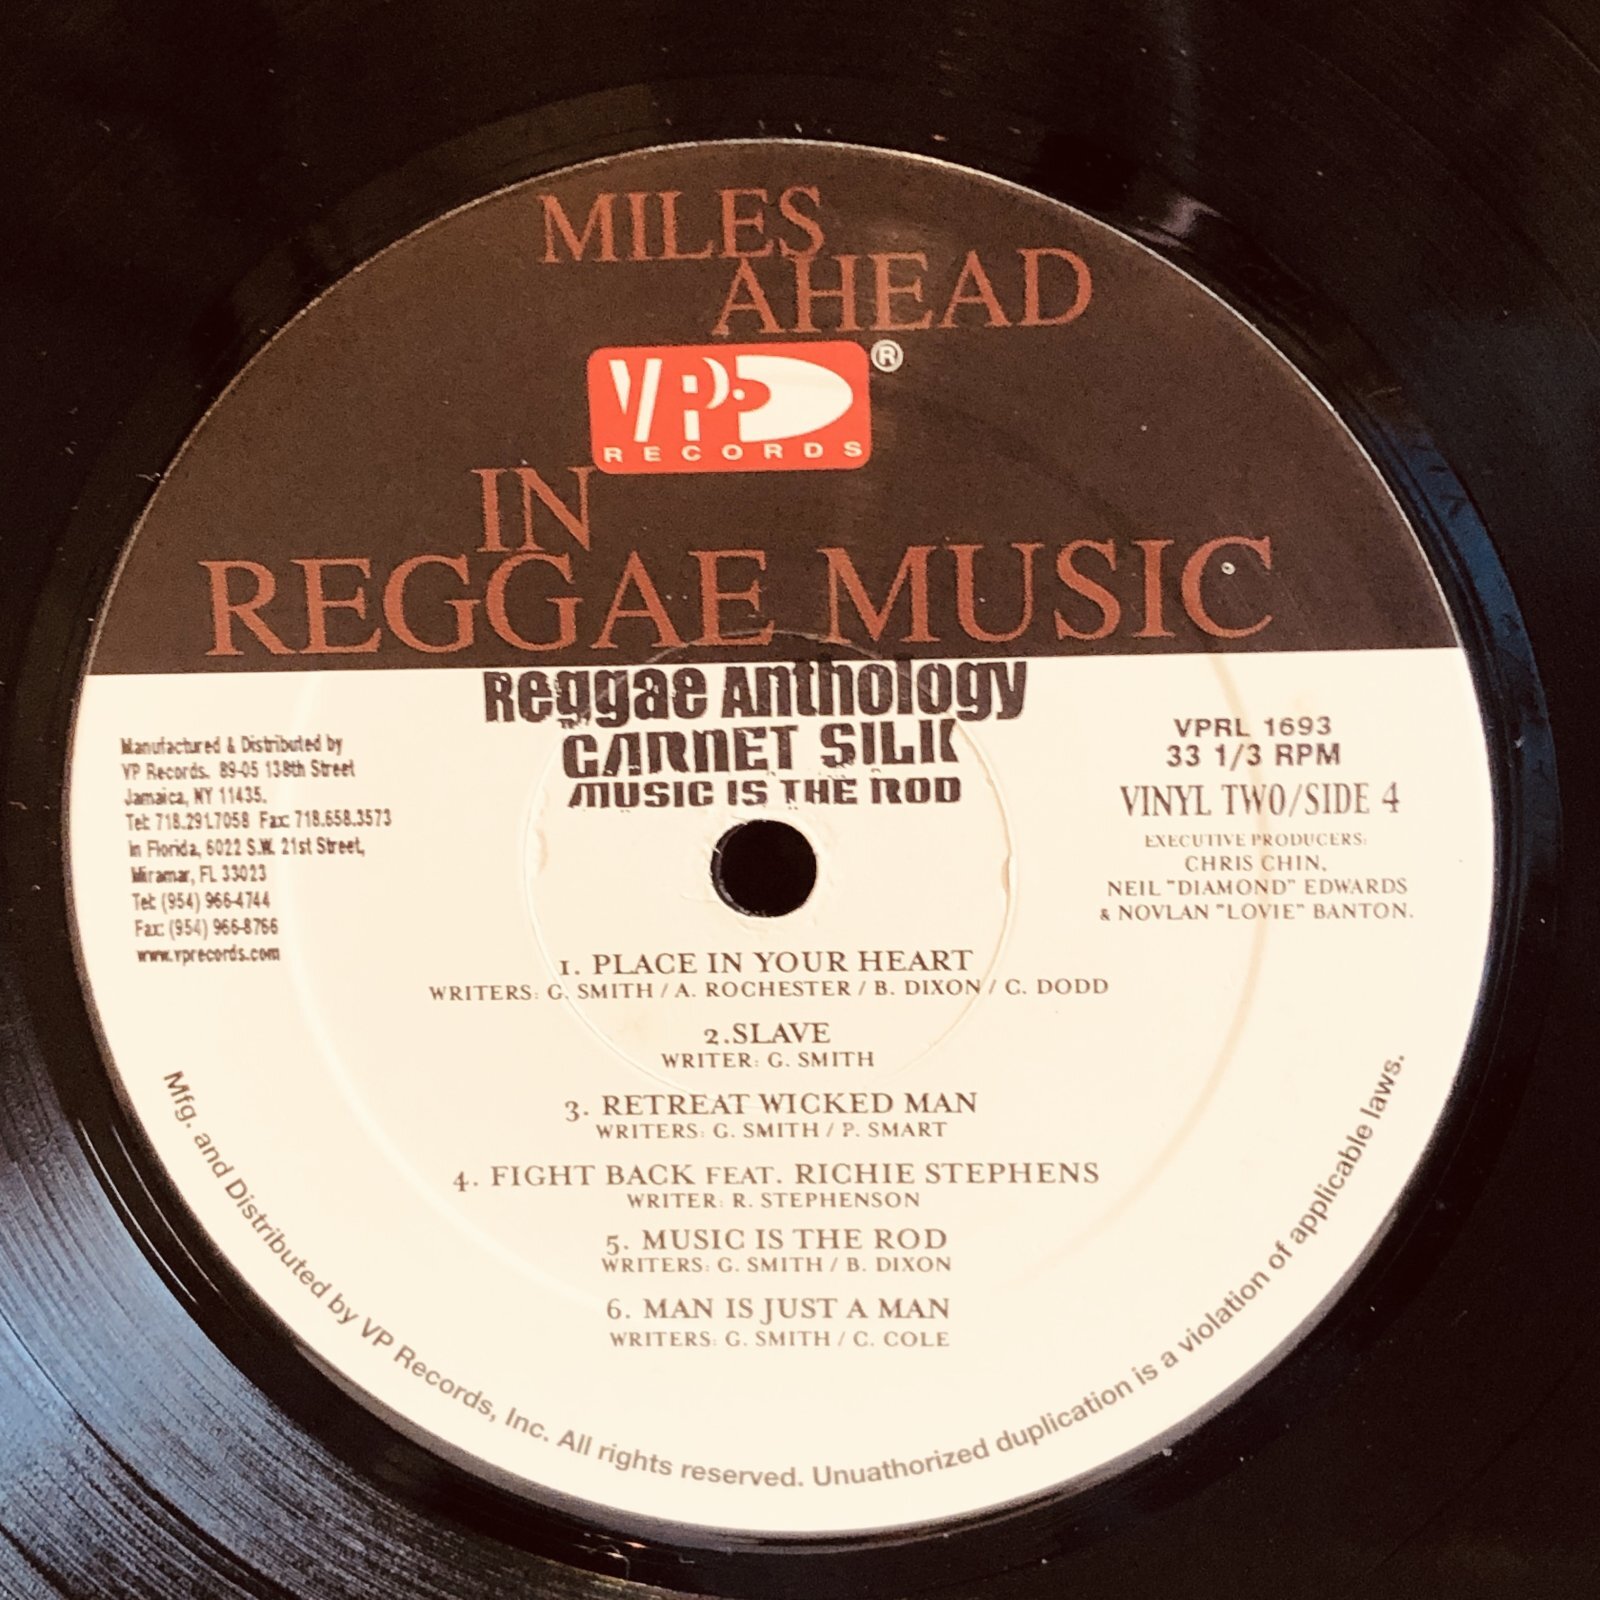 MILES
AHEAD
VP
RECORDS
®
IN
REGGAE MUSIC
Reggae Anthology
GARNET SILK
MUSIC IS THE ROD
Manufactured & Distributed by
VP Records. 89-05 138th Street
Jamaica, NY 11435.
Tel: 718.291.7058 Fax: 718.658.3573
In Florida, 6022 S.W. 21st Street,
Miramar, FL 33023
Tel: (954) 966-4744
Fax: (954) 966-8766
www.vprecords.com
VPRL 1693
33 1/3 RPM
VINYL TWO/SIDE 4
EXECUTIVE PRODUCERS:
CHRIS CHIN,
NEIL "DIAMOND" EDWARDS
& NOVLAN "LOVIE" BANTON.
1. PLACE IN YOUR HEART
WRITERS: G. SMITH / A. ROCHESTER / B. DIXON / C. DODD
2.SLAVE
WRITER: G. SMITH
3. RETREAT WICKED MAN
WRITERS: G. SMITH / P. SMART
4. FIGHT BACK FEAT. RICHIE STEPHENS
WRITER: R. STEPHENSON
5. MUSIC IS THE ROD
WRITERS: G. SMITH / B. DIXON
6. MAN IS JUST A MAN
WRITERS: G. SMITH / C. COLE
Mfg. and Distributed by VP Records, Inc. All rights reserved. Unuathorized duplication is a violation of applicable laws.